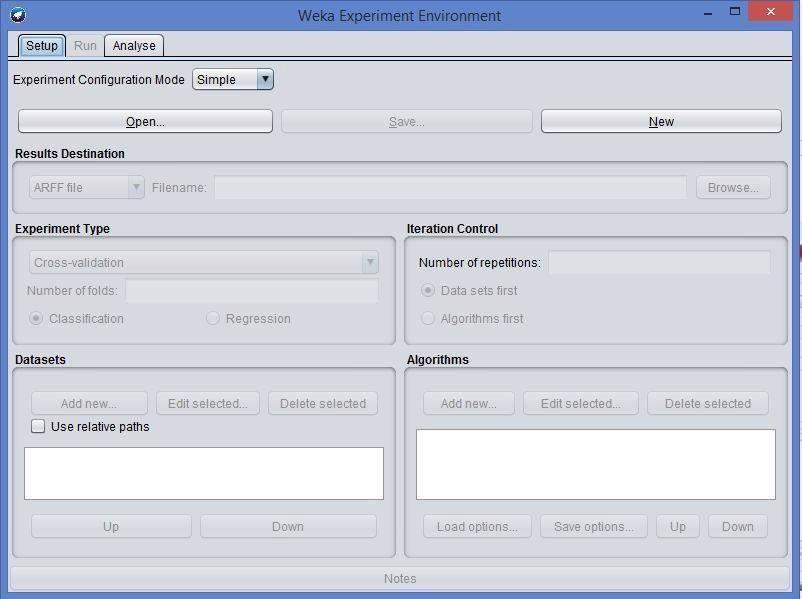 Weka Experiment Environment
Setup Run Analyse
Experiment Configuration Mode Simple
Open... Save... New
Results Destination
ARFF file Filename: Browse...
Experiment Type
Cross-validation
Number of folds:
Classification Regression
Iteration Control
Number of repetitions:
Data sets first
Algorithms first
Datasets
Add new... Edit selected... Delete selected
Use relative paths
Up Down
Algorithms
Add new... Edit selected... Delete selected
Load options... Save options... Up Down
Notes